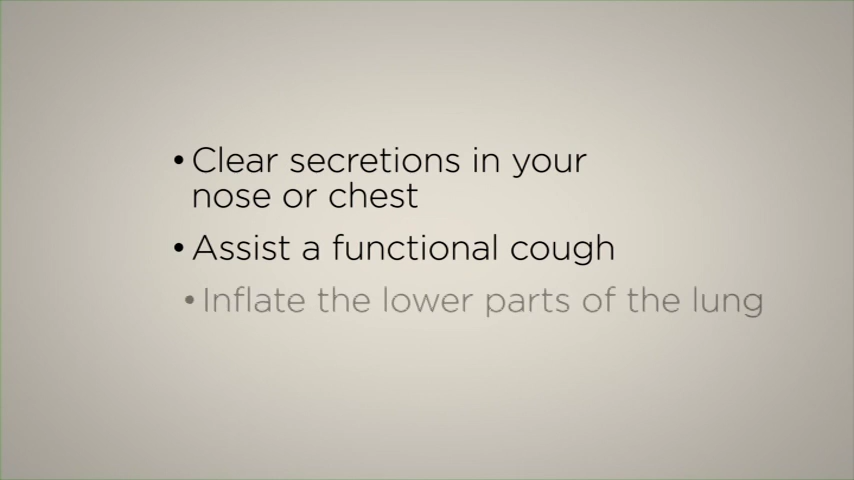 • Clear secretions in your
nose or chest
• Assist a functional cough
• Inflate the lower parts of the lung